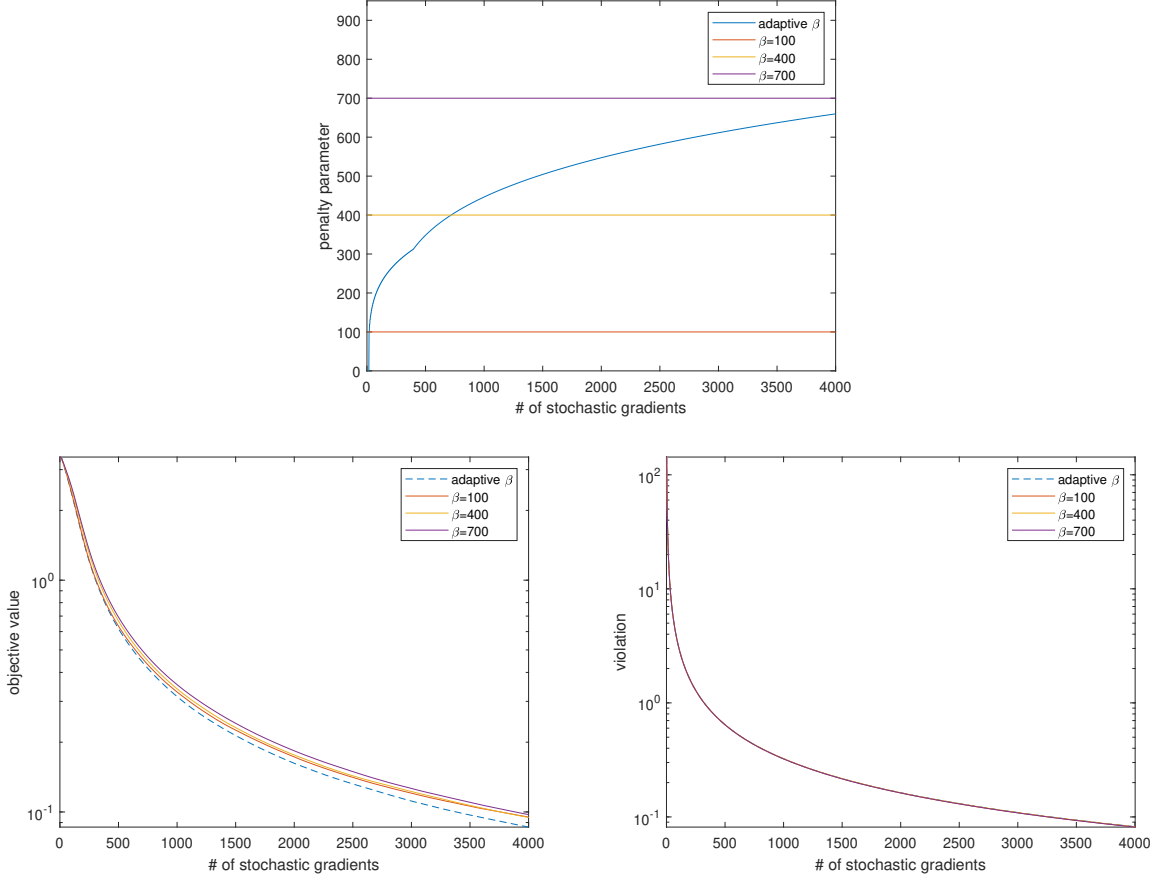 900
800
700
600
500
400
300
200
100
0
penalty parameter
adaptive β
β=100
β=400
β=700
0 500 1000 1500 2000 2500 3000 3500 4000
# of stochastic gradients
10^0
10^-1
objective value
adaptive β
β=100
β=400
β=700
0 500 1000 1500 2000 2500 3000 3500 4000
# of stochastic gradients
10^2
10^1
10^0
10^-1
violation
adaptive β
β=100
β=400
β=700
0 500 1000 1500 2000 2500 3000 3500 4000
# of stochastic gradients